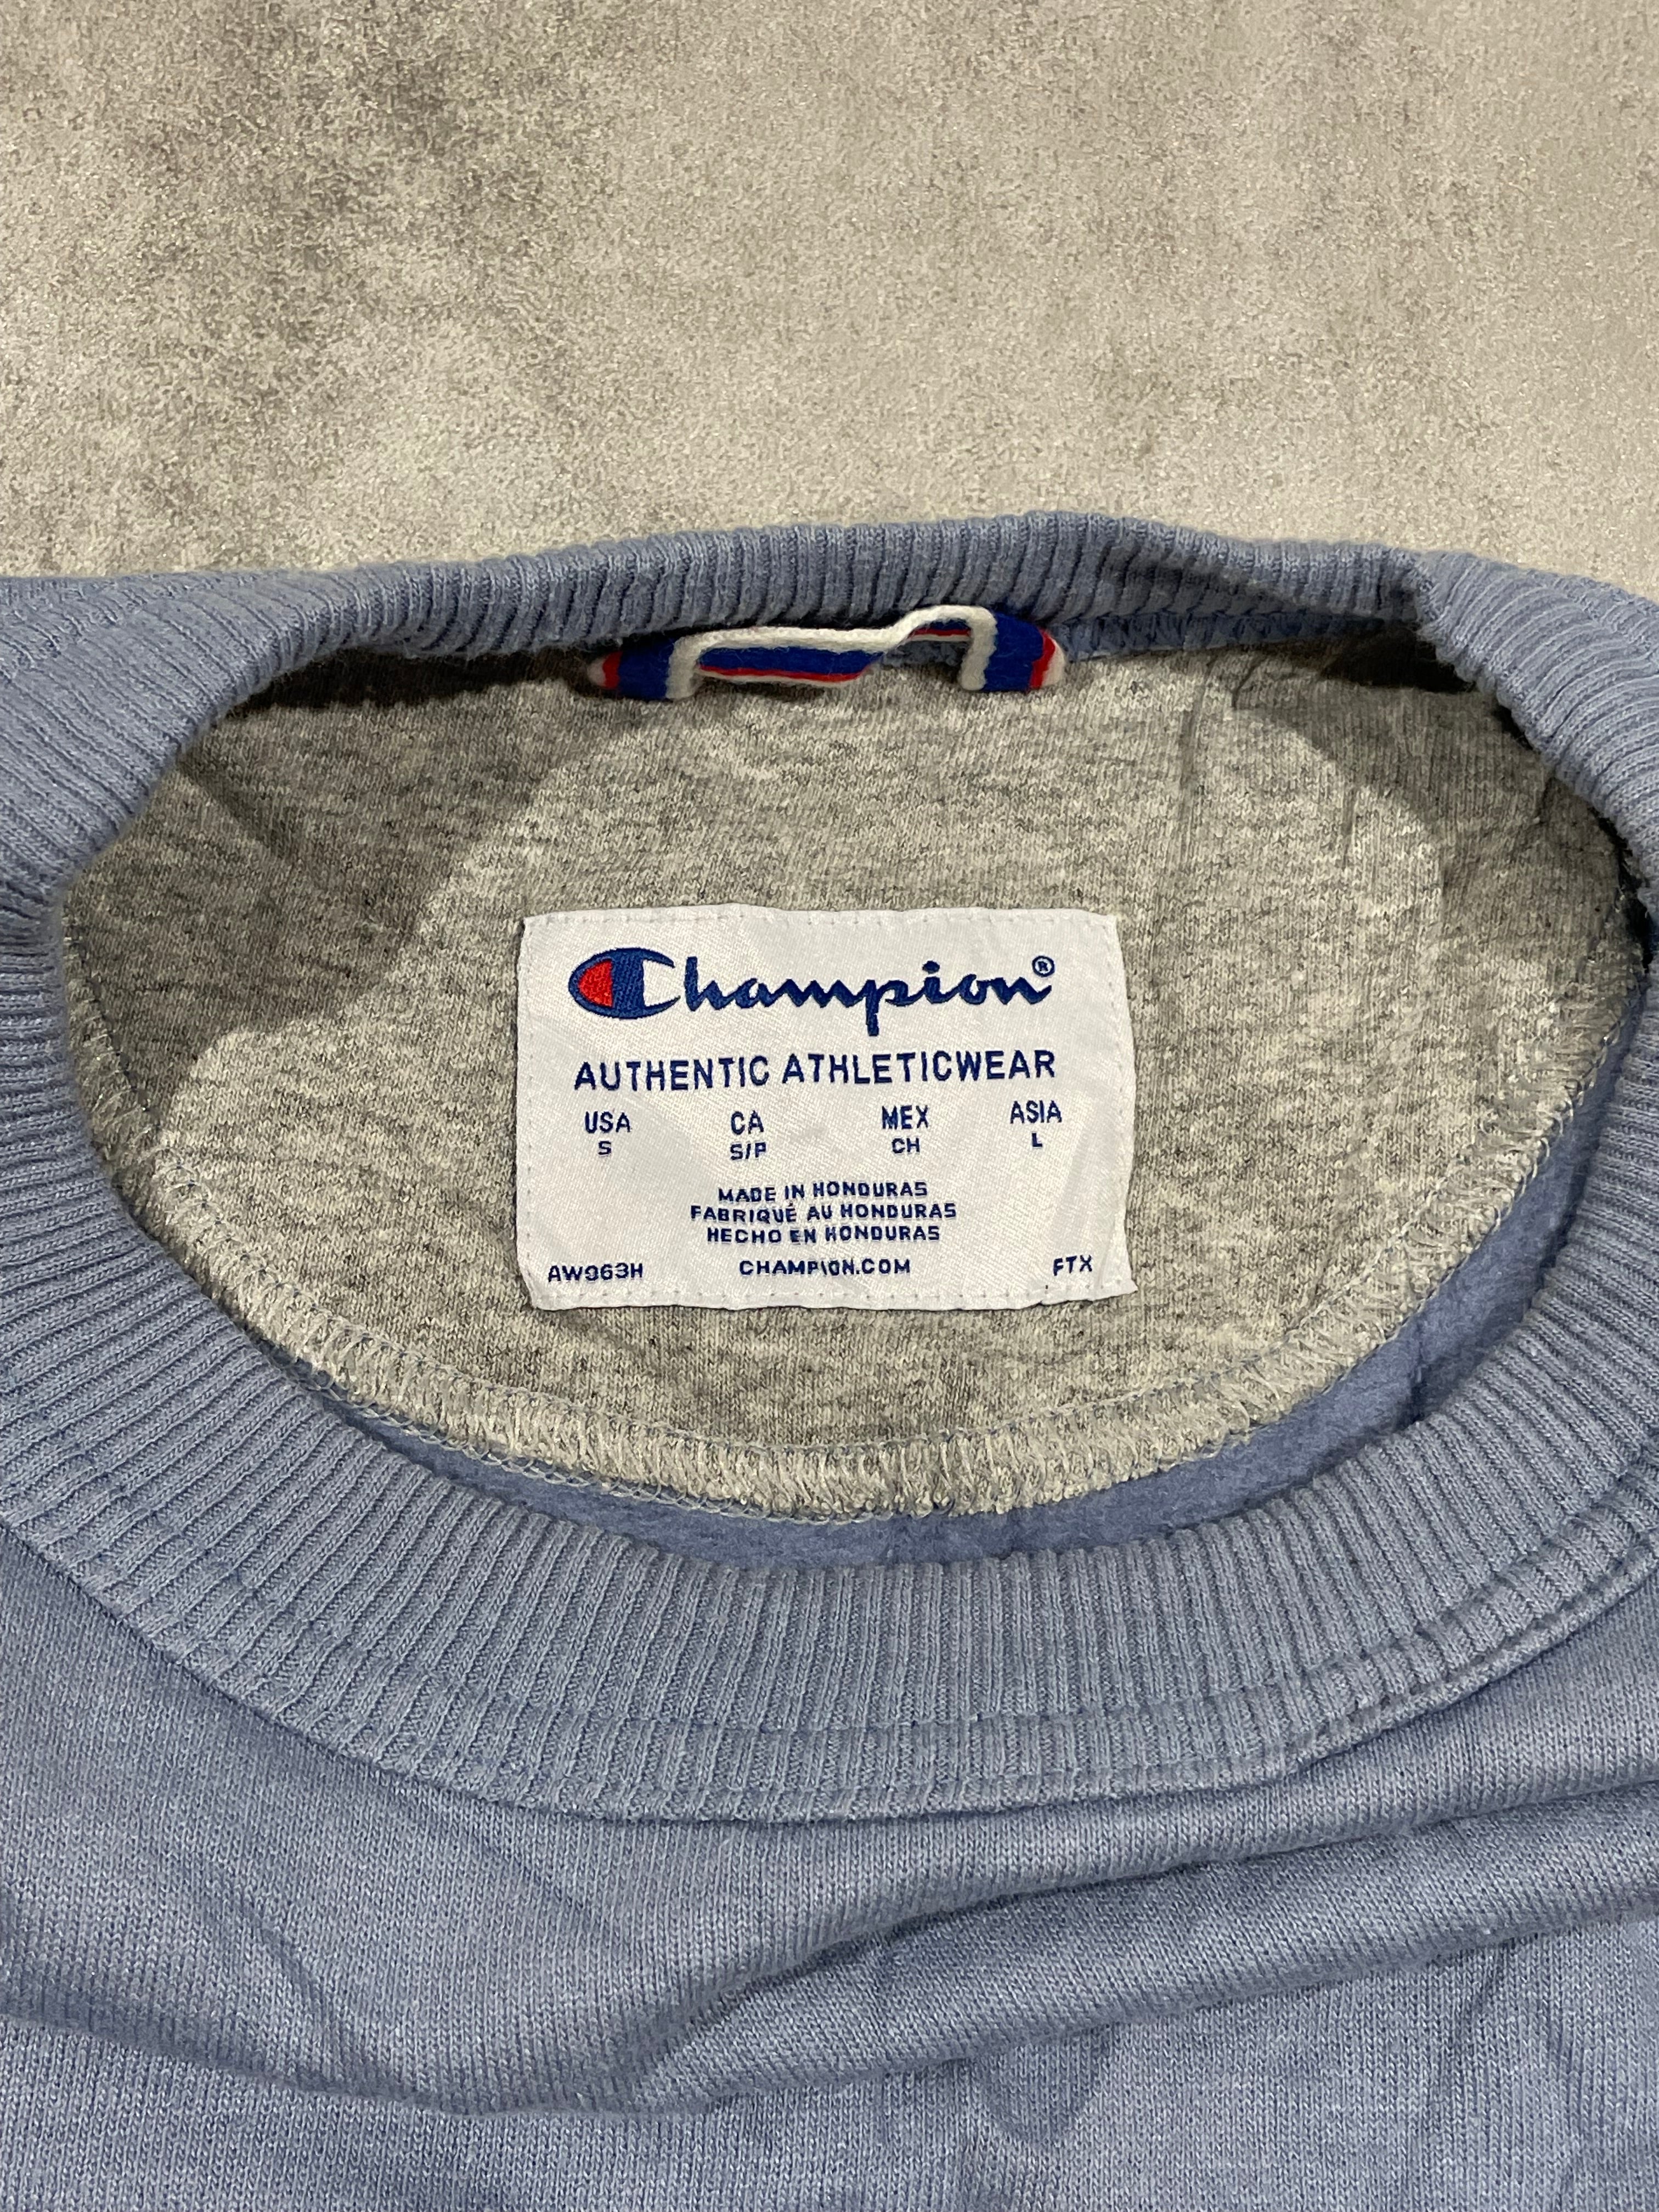 Champion®
AUTHENTIC ATHLETICWEAR
USA CA MEX ASIA
S S/P CH L
MADE IN HONDURAS
FABRIQUÉ AU HONDURAS
HECHO EN HONDURAS
AW963H CHAMPION.COM FTX